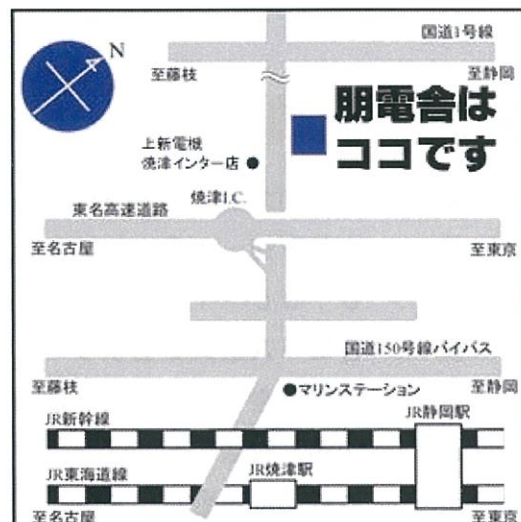 N
国道1号線
至藤枝
至静岡
朋電舎は
ココです
上新電機
焼津インター店
焼津I.C.
東名高速道路
至名古屋
至東京
国道150号線バイパス
至藤枝
至静岡
マリンステーション
JR新幹線
JR静岡駅
JR東海道線
JR焼津駅
至名古屋
至東京